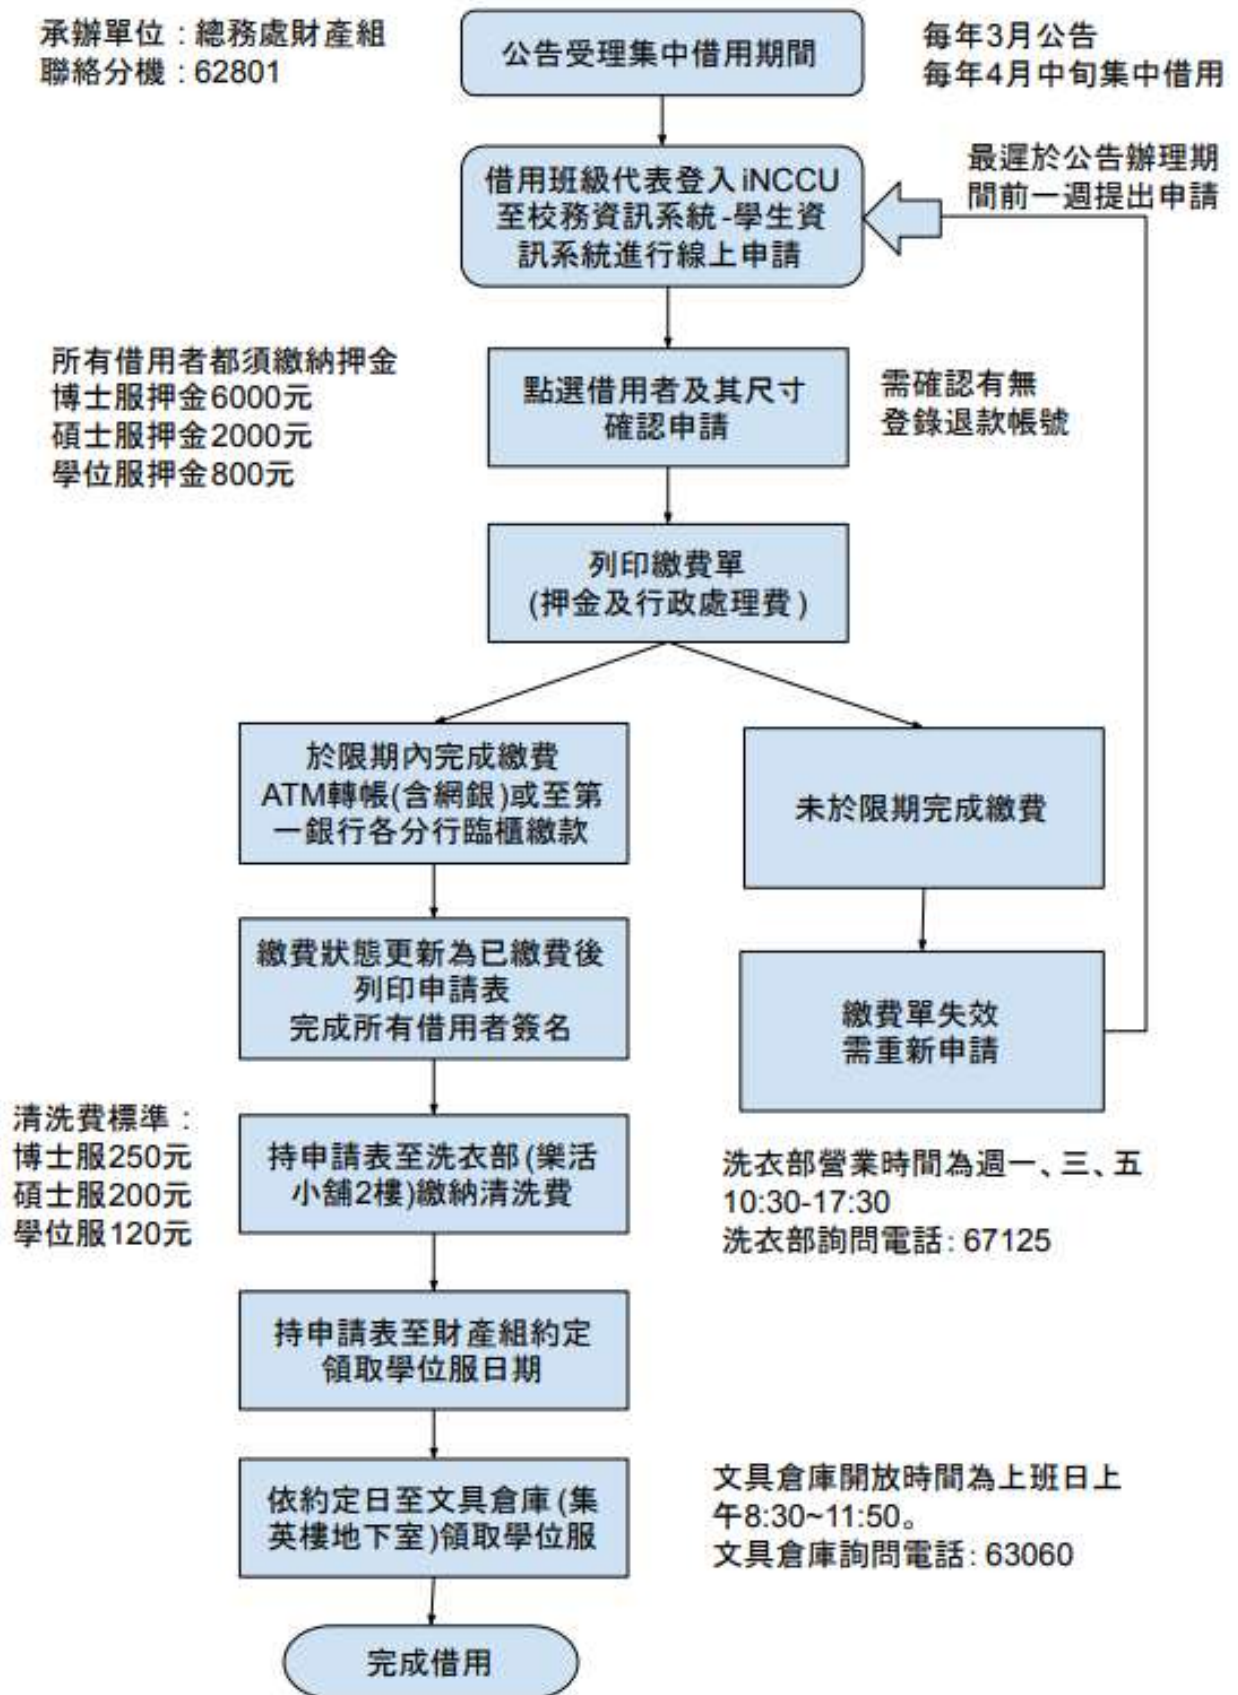 承辦單位：總務處財產組
聯絡分機：62801
公告受理集中借用期間
每年3月公告
每年4月中旬集中借用
借用班級代表登入iNCCU
至校務資訊系統-學生資
訊系統進行線上申請
最遲於公告辦理期
間前一週提出申請
所有借用者都須繳納押金
博士服押金6000元
碩士服押金2000元
學位服押金800元
點選借用者及其尺寸
確認申請
需確認有無
登錄退款帳號
列印繳費單
(押金及行政處理費)
於限期內完成繳費
ATM轉帳(含網銀)或至第
一銀行各分行臨櫃繳款
未於限期完成繳費
繳費狀態更新為已繳費後
列印申請表
完成所有借用者簽名
繳費單失效
需重新申請
清洗費標準：
博士服250元
碩士服200元
學位服120元
持申請表至洗衣部(樂活
小舖2樓)繳納清洗費
洗衣部營業時間為週一、三、五
10:30-17:30
洗衣部詢問電話：67125
持申請表至財產組約定
領取學位服日期
依約定日至文具倉庫(集
英樓地下室)領取學位服
文具倉庫開放時間為上班日上
午8:30~11:50。
文具倉庫詢問電話：63060
完成借用